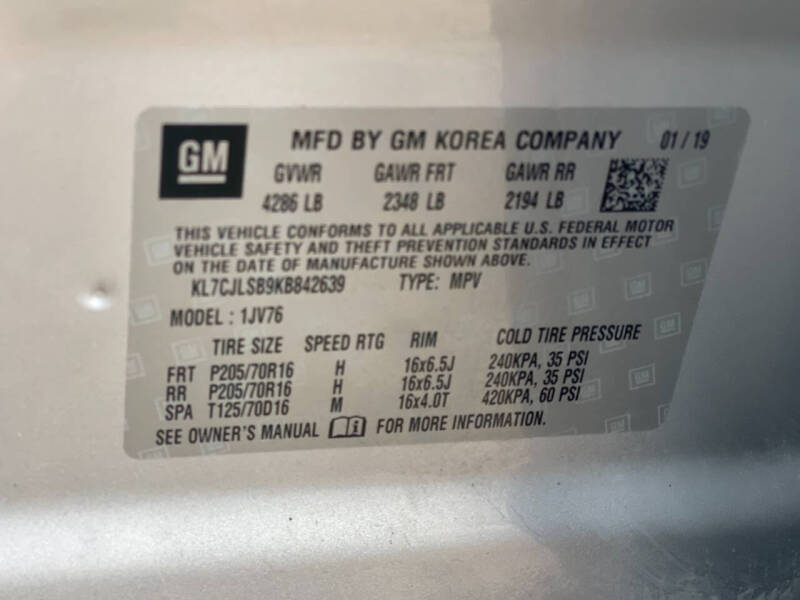 GM
MFD BY GM KOREA COMPANY 01 / 19
GVWR GAWR FRT GAWR RR
4286 LB 2348 LB 2194 LB
THIS VEHICLE CONFORMS TO ALL APPLICABLE U.S. FEDERAL MOTOR
VEHICLE SAFETY AND THEFT PREVENTION STANDARDS IN EFFECT
ON THE DATE OF MANUFACTURE SHOWN ABOVE.
KL7CJLSB9KB842639 TYPE: MPV
MODEL : 1JV76
TIRE SIZE SPEED RTG RIM COLD TIRE PRESSURE
FRT P205/70R16 H 16x6.5J 240KPA, 35 PSI
RR P205/70R16 H 16x6.5J 240KPA, 35 PSI
SPA T125/70D16 M 16x4.0T 420KPA, 60 PSI
SEE OWNER'S MANUAL FOR MORE INFORMATION.